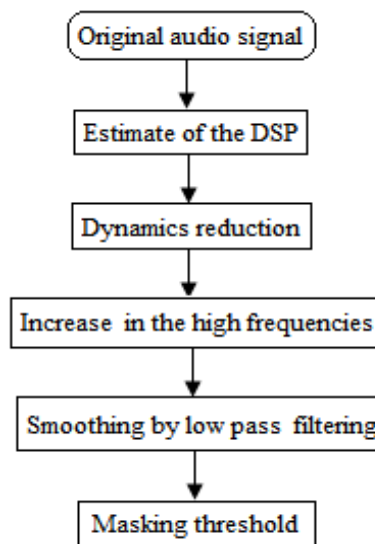 Original audio signal
Estimate of the DSP
Dynamics reduction
Increase in the high frequencies
Smoothing by low pass filtering
Masking threshold